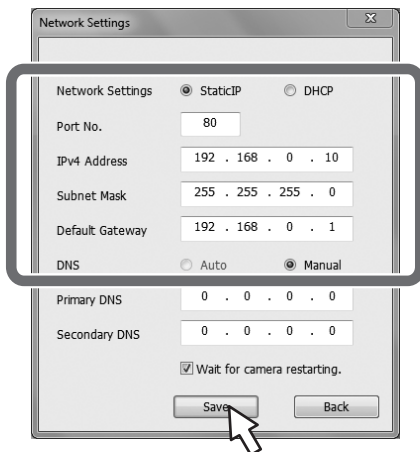 Network Settings
Network Settings StaticIP DHCP
Port No. 80
IPv4 Address 192 . 168 . 0 . 10
Subnet Mask 255 . 255 . 255 . 0
Default Gateway 192 . 168 . 0 . 1
DNS Auto Manual
Primary DNS 0 . 0 . 0 . 0
Secondary DNS 0 . 0 . 0 . 0
Wait for camera restarting.
Save Back